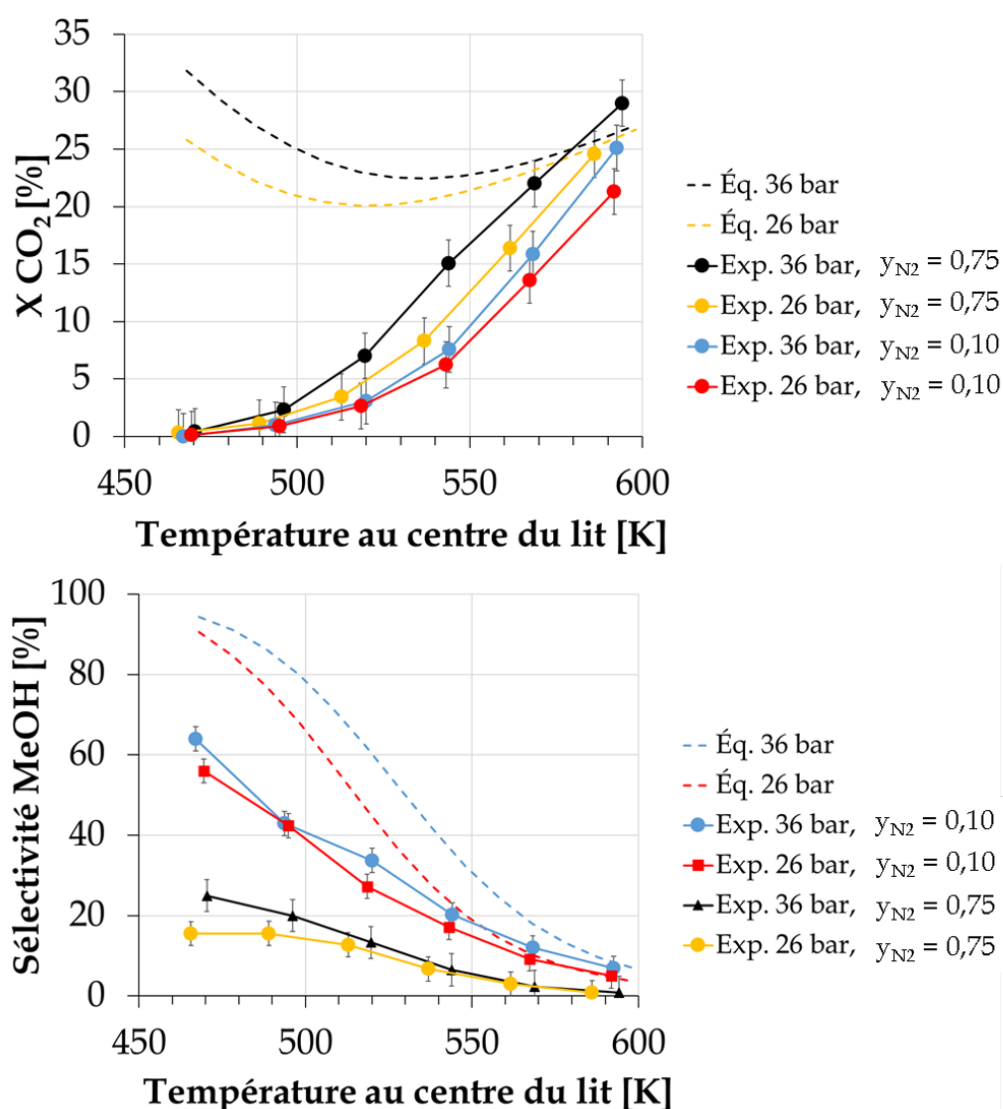 35
30
25
20
15
10
5
0
X CO₂ [%]
450 500 550 600
Température au centre du lit [K]
Éq. 36 bar
Éq. 26 bar
Exp. 36 bar, yN2 = 0,75
Exp. 26 bar, yN2 = 0,75
Exp. 36 bar, yN2 = 0,10
Exp. 26 bar, yN2 = 0,10
100
80
60
40
20
0
Sélectivité MeOH [%]
450 500 550 600
Température au centre du lit [K]
Éq. 36 bar
Éq. 26 bar
Exp. 36 bar, yN2 = 0,10
Exp. 26 bar, yN2 = 0,10
Exp. 36 bar, yN2 = 0,75
Exp. 26 bar, yN2 = 0,75